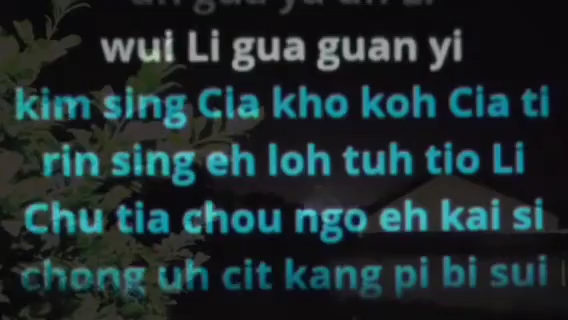 wui Li gua guan yi
kim sing Cia kho koh Cia ti
rin sing eh loh tuh tio Li
Chu tia chou ngo eh kai si
chong uh cit kang pi bi sui